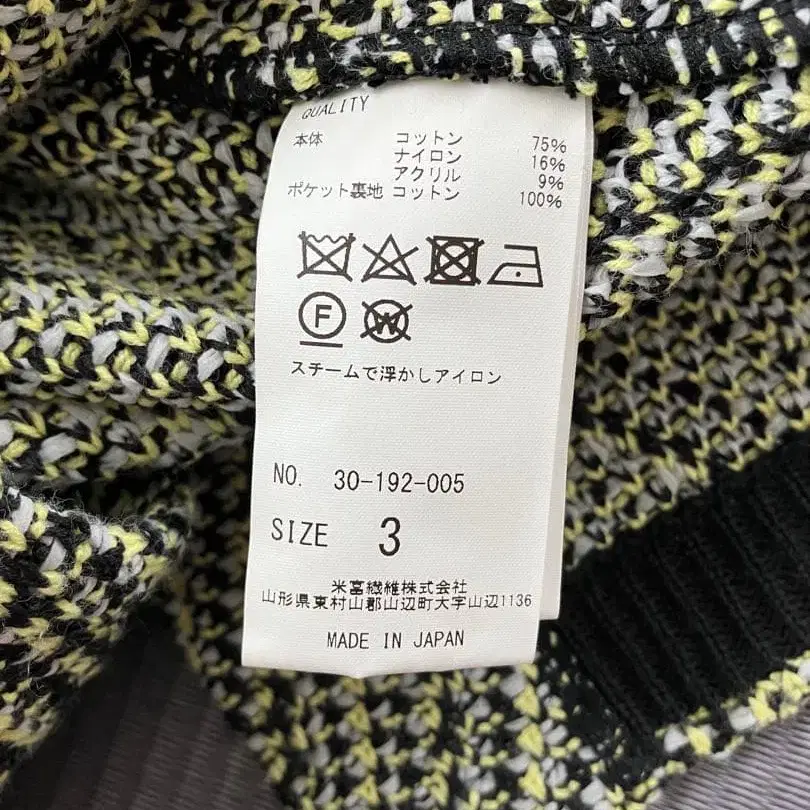 QUALITY
本体 コットン 75%
ナイロン 16%
アクリル 9%
ポケット裏地 コットン 100%
F W
スチームで浮かしアイロン
NO. 30-192-005
SIZE 3
米富繊維株式会社
山形県東村山郡山辺町大字山辺1136
MADE IN JAPAN